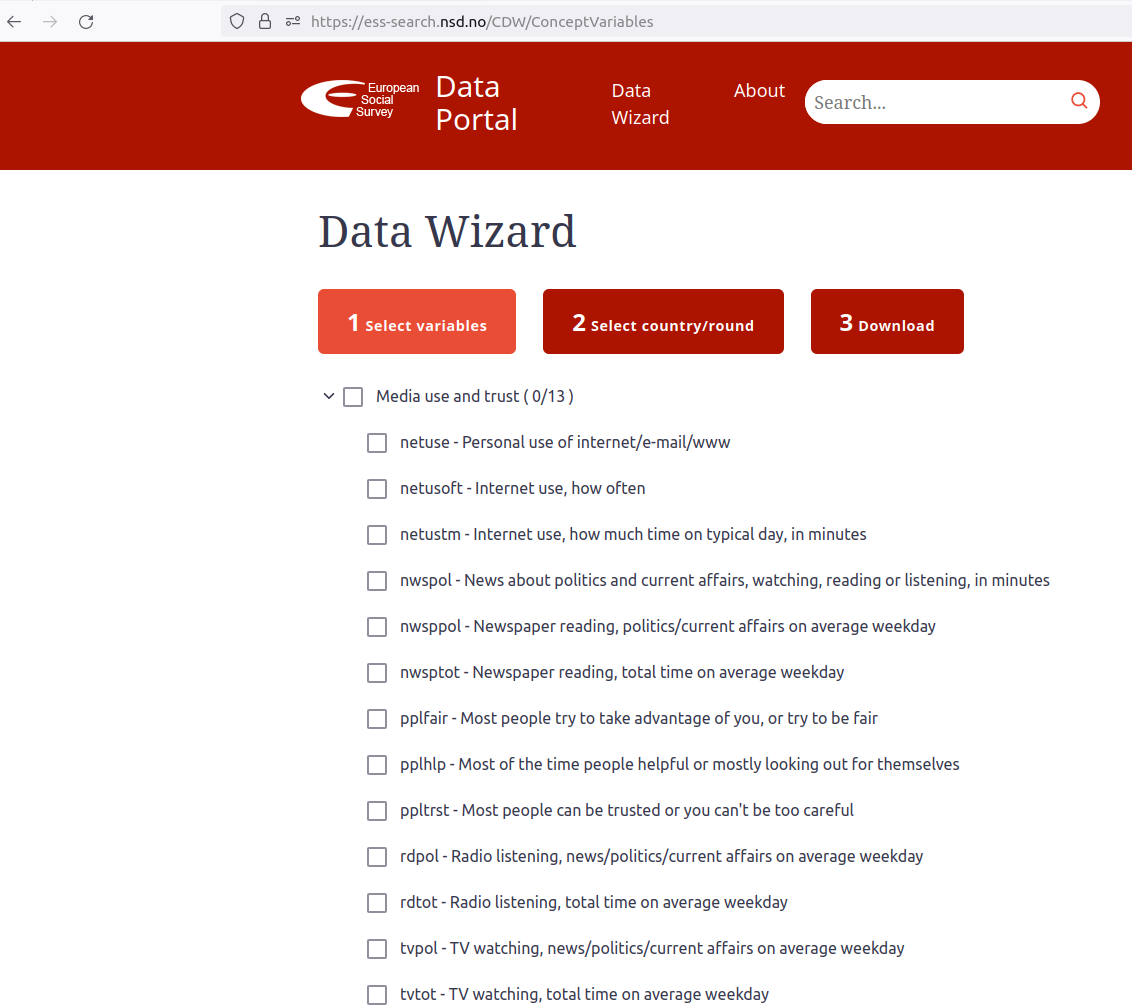 https://ess-search.nsd.no/CDW/ConceptVariables
European
Social
Survey
Data
Portal
Data
Wizard
About
Search...
Data Wizard
1 Select variables
2 Select country/round
3 Download
Media use and trust ( 0/13 )
netuse - Personal use of internet/e-mail/www
netusoft - Internet use, how often
netustm - Internet use, how much time on typical day, in minutes
nwspol - News about politics and current affairs, watching, reading or listening, in minutes
nwsppol - Newspaper reading, politics/current affairs on average weekday
nwsptot - Newspaper reading, total time on average weekday
pplfair - Most people try to take advantage of you, or try to be fair
pplhlp - Most of the time people helpful or mostly looking out for themselves
ppltrst - Most people can be trusted or you can't be too careful
rdpol - Radio listening, news/politics/current affairs on average weekday
rdtot - Radio listening, total time on average weekday
tvpol - TV watching, news/politics/current affairs on average weekday
tvtot - TV watching, total time on average weekday